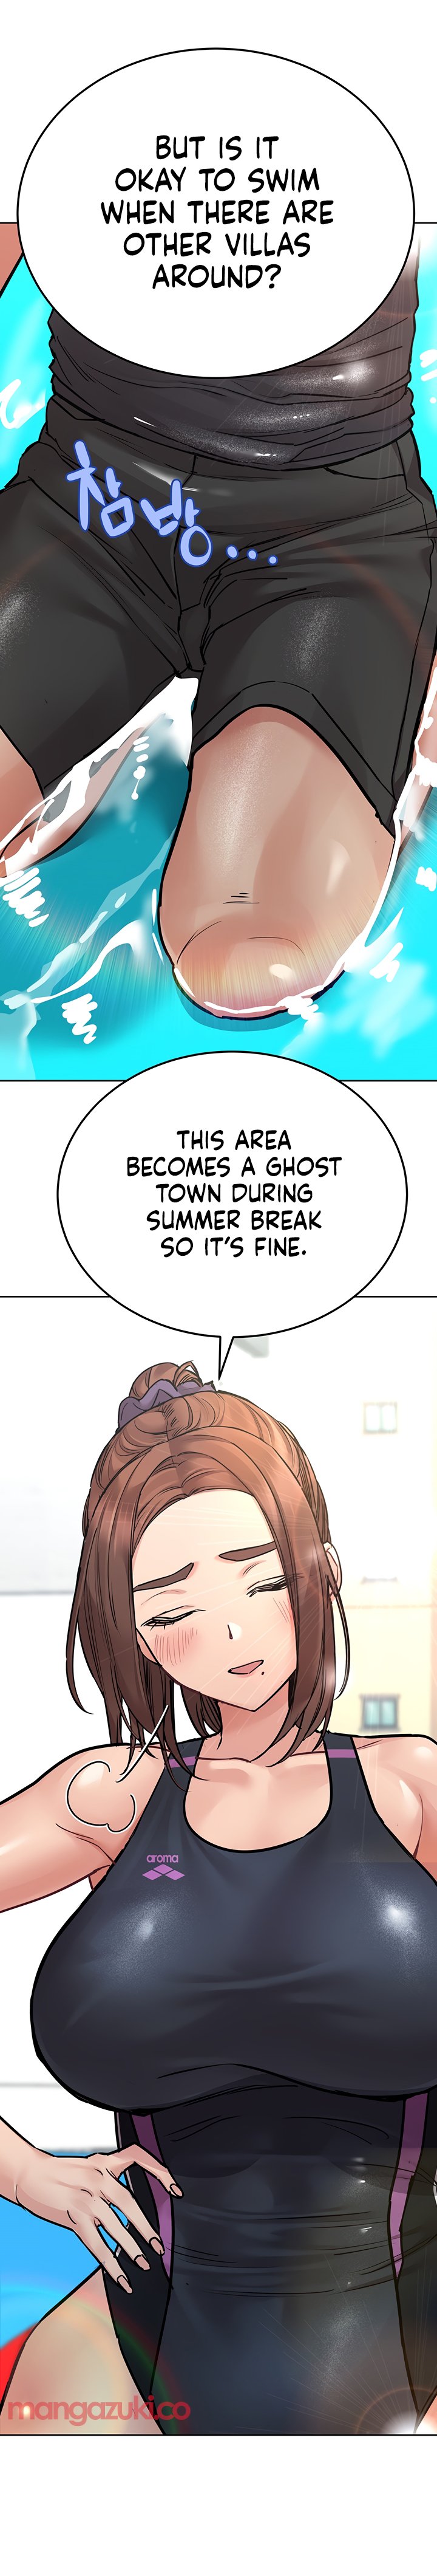 BUT IS IT
OKAY TO SWIM
WHEN THERE ARE
OTHER VILLAS
AROUND?
참방...
THIS AREA
BECOMES A GHOST
TOWN DURING
SUMMER BREAK
SO IT'S FINE.
aroma
mangazuki.co